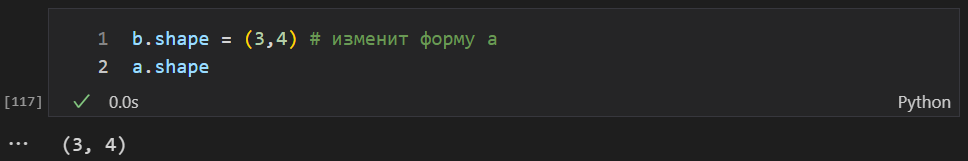 1 b.shape = (3,4) # изменит форму a
2 a.shape
[117] 0.0s Python
... (3, 4)